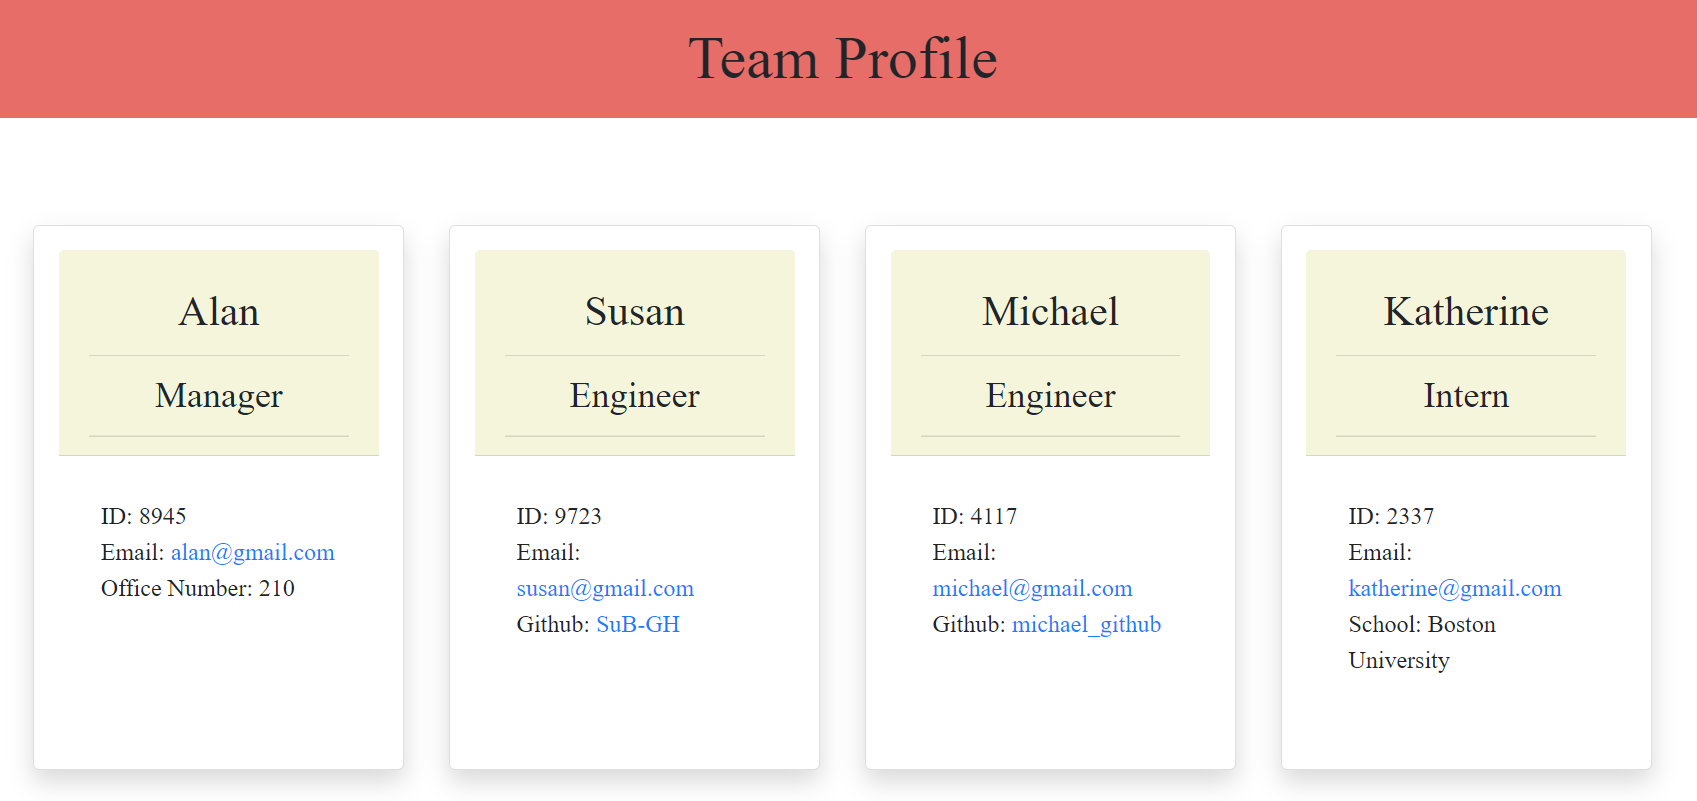 Team Profile
Alan
Manager
ID: 8945
Email: alan@gmail.com
Office Number: 210
Susan
Engineer
ID: 9723
Email:
susan@gmail.com
Github: SuB-GH
Michael
Engineer
ID: 4117
Email:
michael@gmail.com
Github: michael_github
Katherine
Intern
ID: 2337
Email:
katherine@gmail.com
School: Boston
University